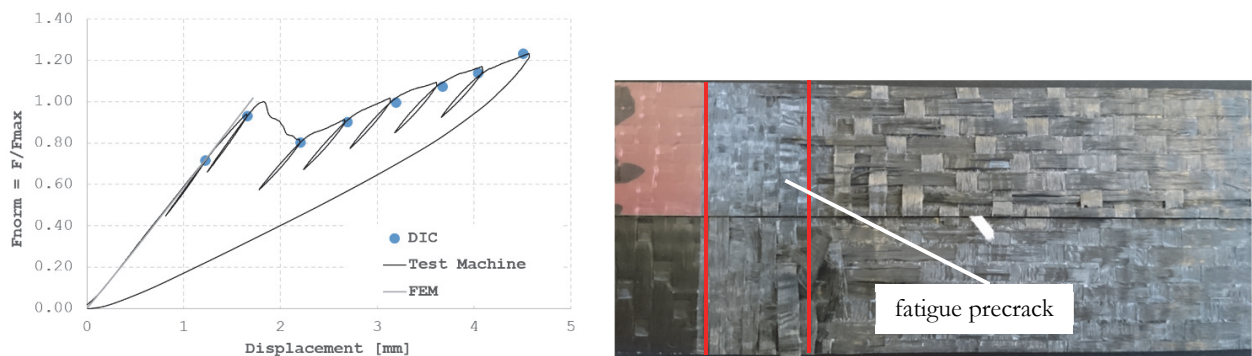 1.40
1.20
1.00
0.80
0.60
0.40
0.20
0.00
Fnorm = F/Fmax
DIC
Test Machine
FEM
0 1 2 3 4 5
Displacement [mm]
fatigue precrack